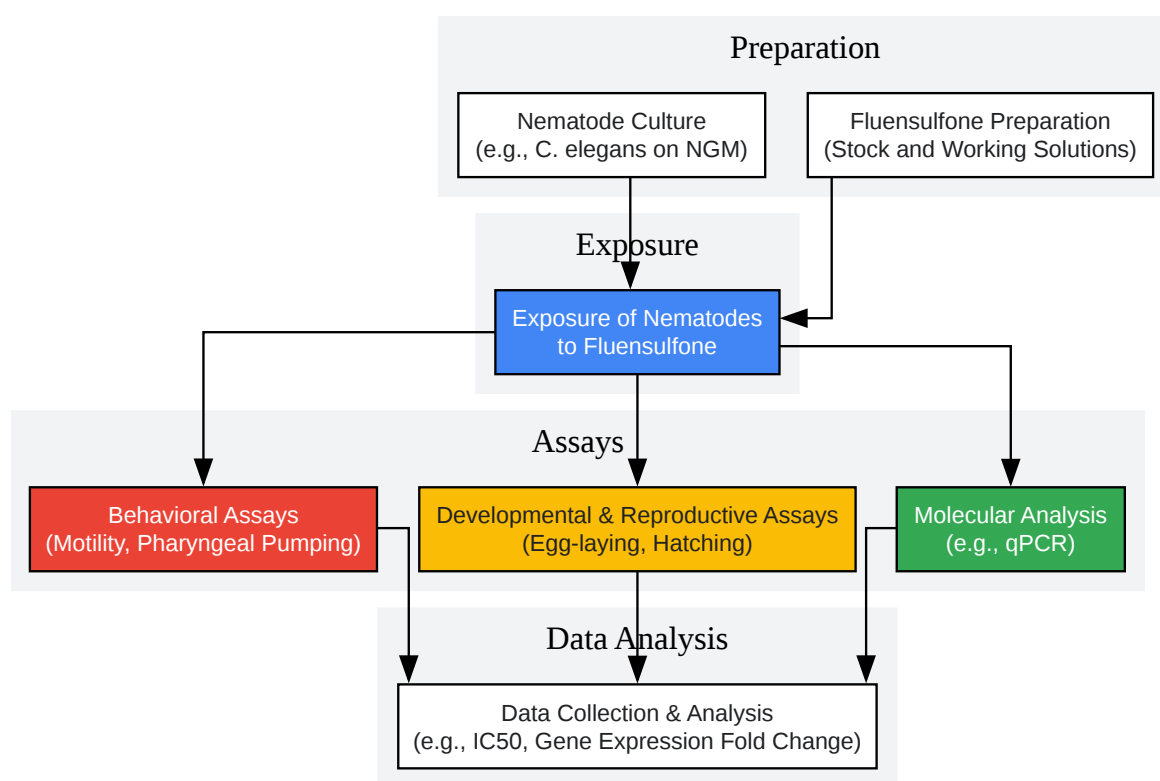 Preparation
Nematode Culture
(e.g., C. elegans on NGM)
Fluensulfone Preparation
(Stock and Working Solutions)
Exposure
Exposure of Nematodes
to Fluensulfone
Assays
Behavioral Assays
(Motility, Pharyngeal Pumping)
Developmental & Reproductive Assays
(Egg-laying, Hatching)
Molecular Analysis
(e.g., qPCR)
Data Analysis
Data Collection & Analysis
(e.g., IC50, Gene Expression Fold Change)